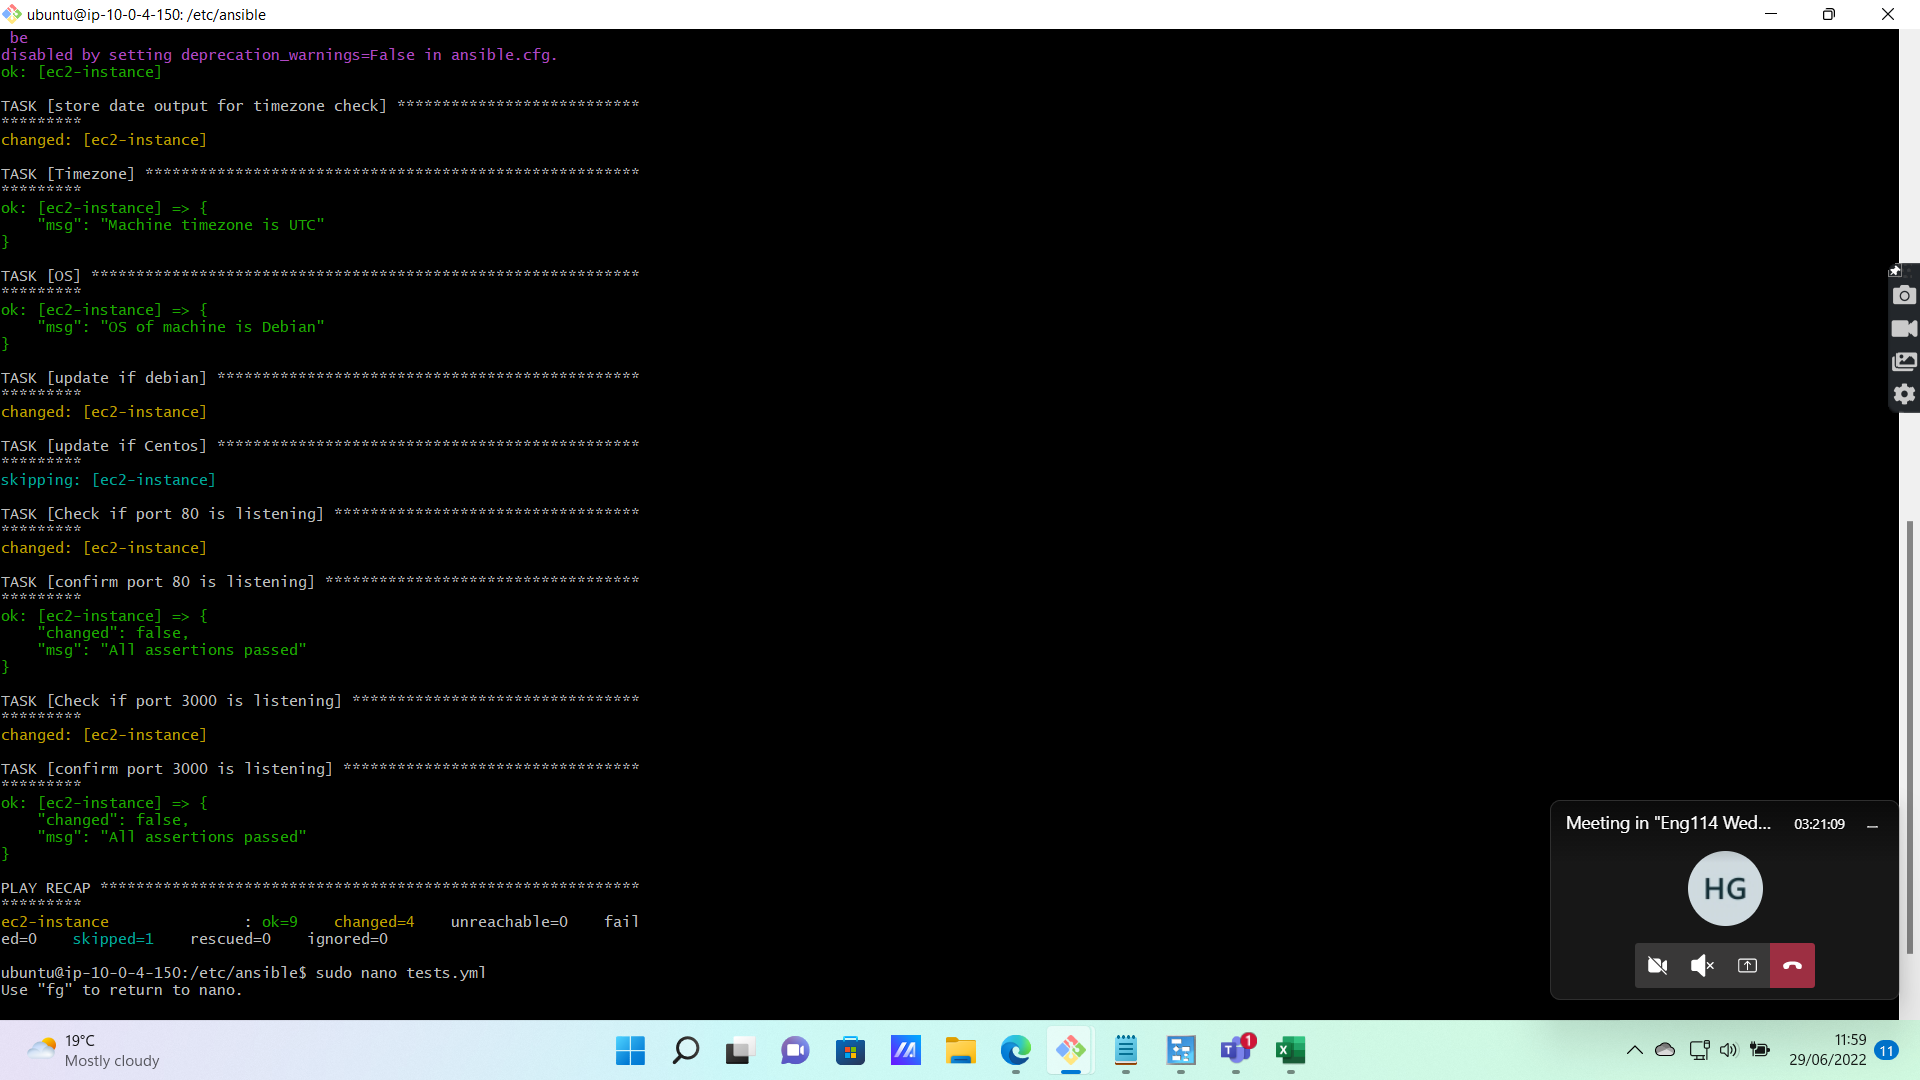 ubuntu@ip-10-0-4-150: /etc/ansible
be
disabled by setting deprecation_warnings=False in ansible.cfg.
ok: [ec2-instance]
TASK [store date output for timezone check] ***************************
*********
changed: [ec2-instance]
TASK [Timezone] *******************************************************
*********
ok: [ec2-instance] => {
"msg": "Machine timezone is UTC"
}
TASK [OS] *************************************************************
*********
ok: [ec2-instance] => {
"msg": "OS of machine is Debian"
}
TASK [update if debian] ***********************************************
*********
changed: [ec2-instance]
TASK [update if Centos] ***********************************************
*********
skipping: [ec2-instance]
TASK [Check if port 80 is listening] **********************************
*********
changed: [ec2-instance]
TASK [confirm port 80 is listening] ***********************************
*********
ok: [ec2-instance] => {
"changed": false,
"msg": "All assertions passed"
}
TASK [Check if port 3000 is listening] ********************************
*********
changed: [ec2-instance]
TASK [confirm port 3000 is listening] *********************************
*********
ok: [ec2-instance] => {
"changed": false,
"msg": "All assertions passed"
}
PLAY RECAP ************************************************************
*********
ec2-instance : ok=9 changed=4 unreachable=0 fail
ed=0 skipped=1 rescued=0 ignored=0
ubuntu@ip-10-0-4-150:/etc/ansible$ sudo nano tests.yml
Use "fg" to return to nano.
Meeting in "Eng114 Wed... 03:21:09
HG
19°C
Mostly cloudy
1
11:59
29/06/2022
11